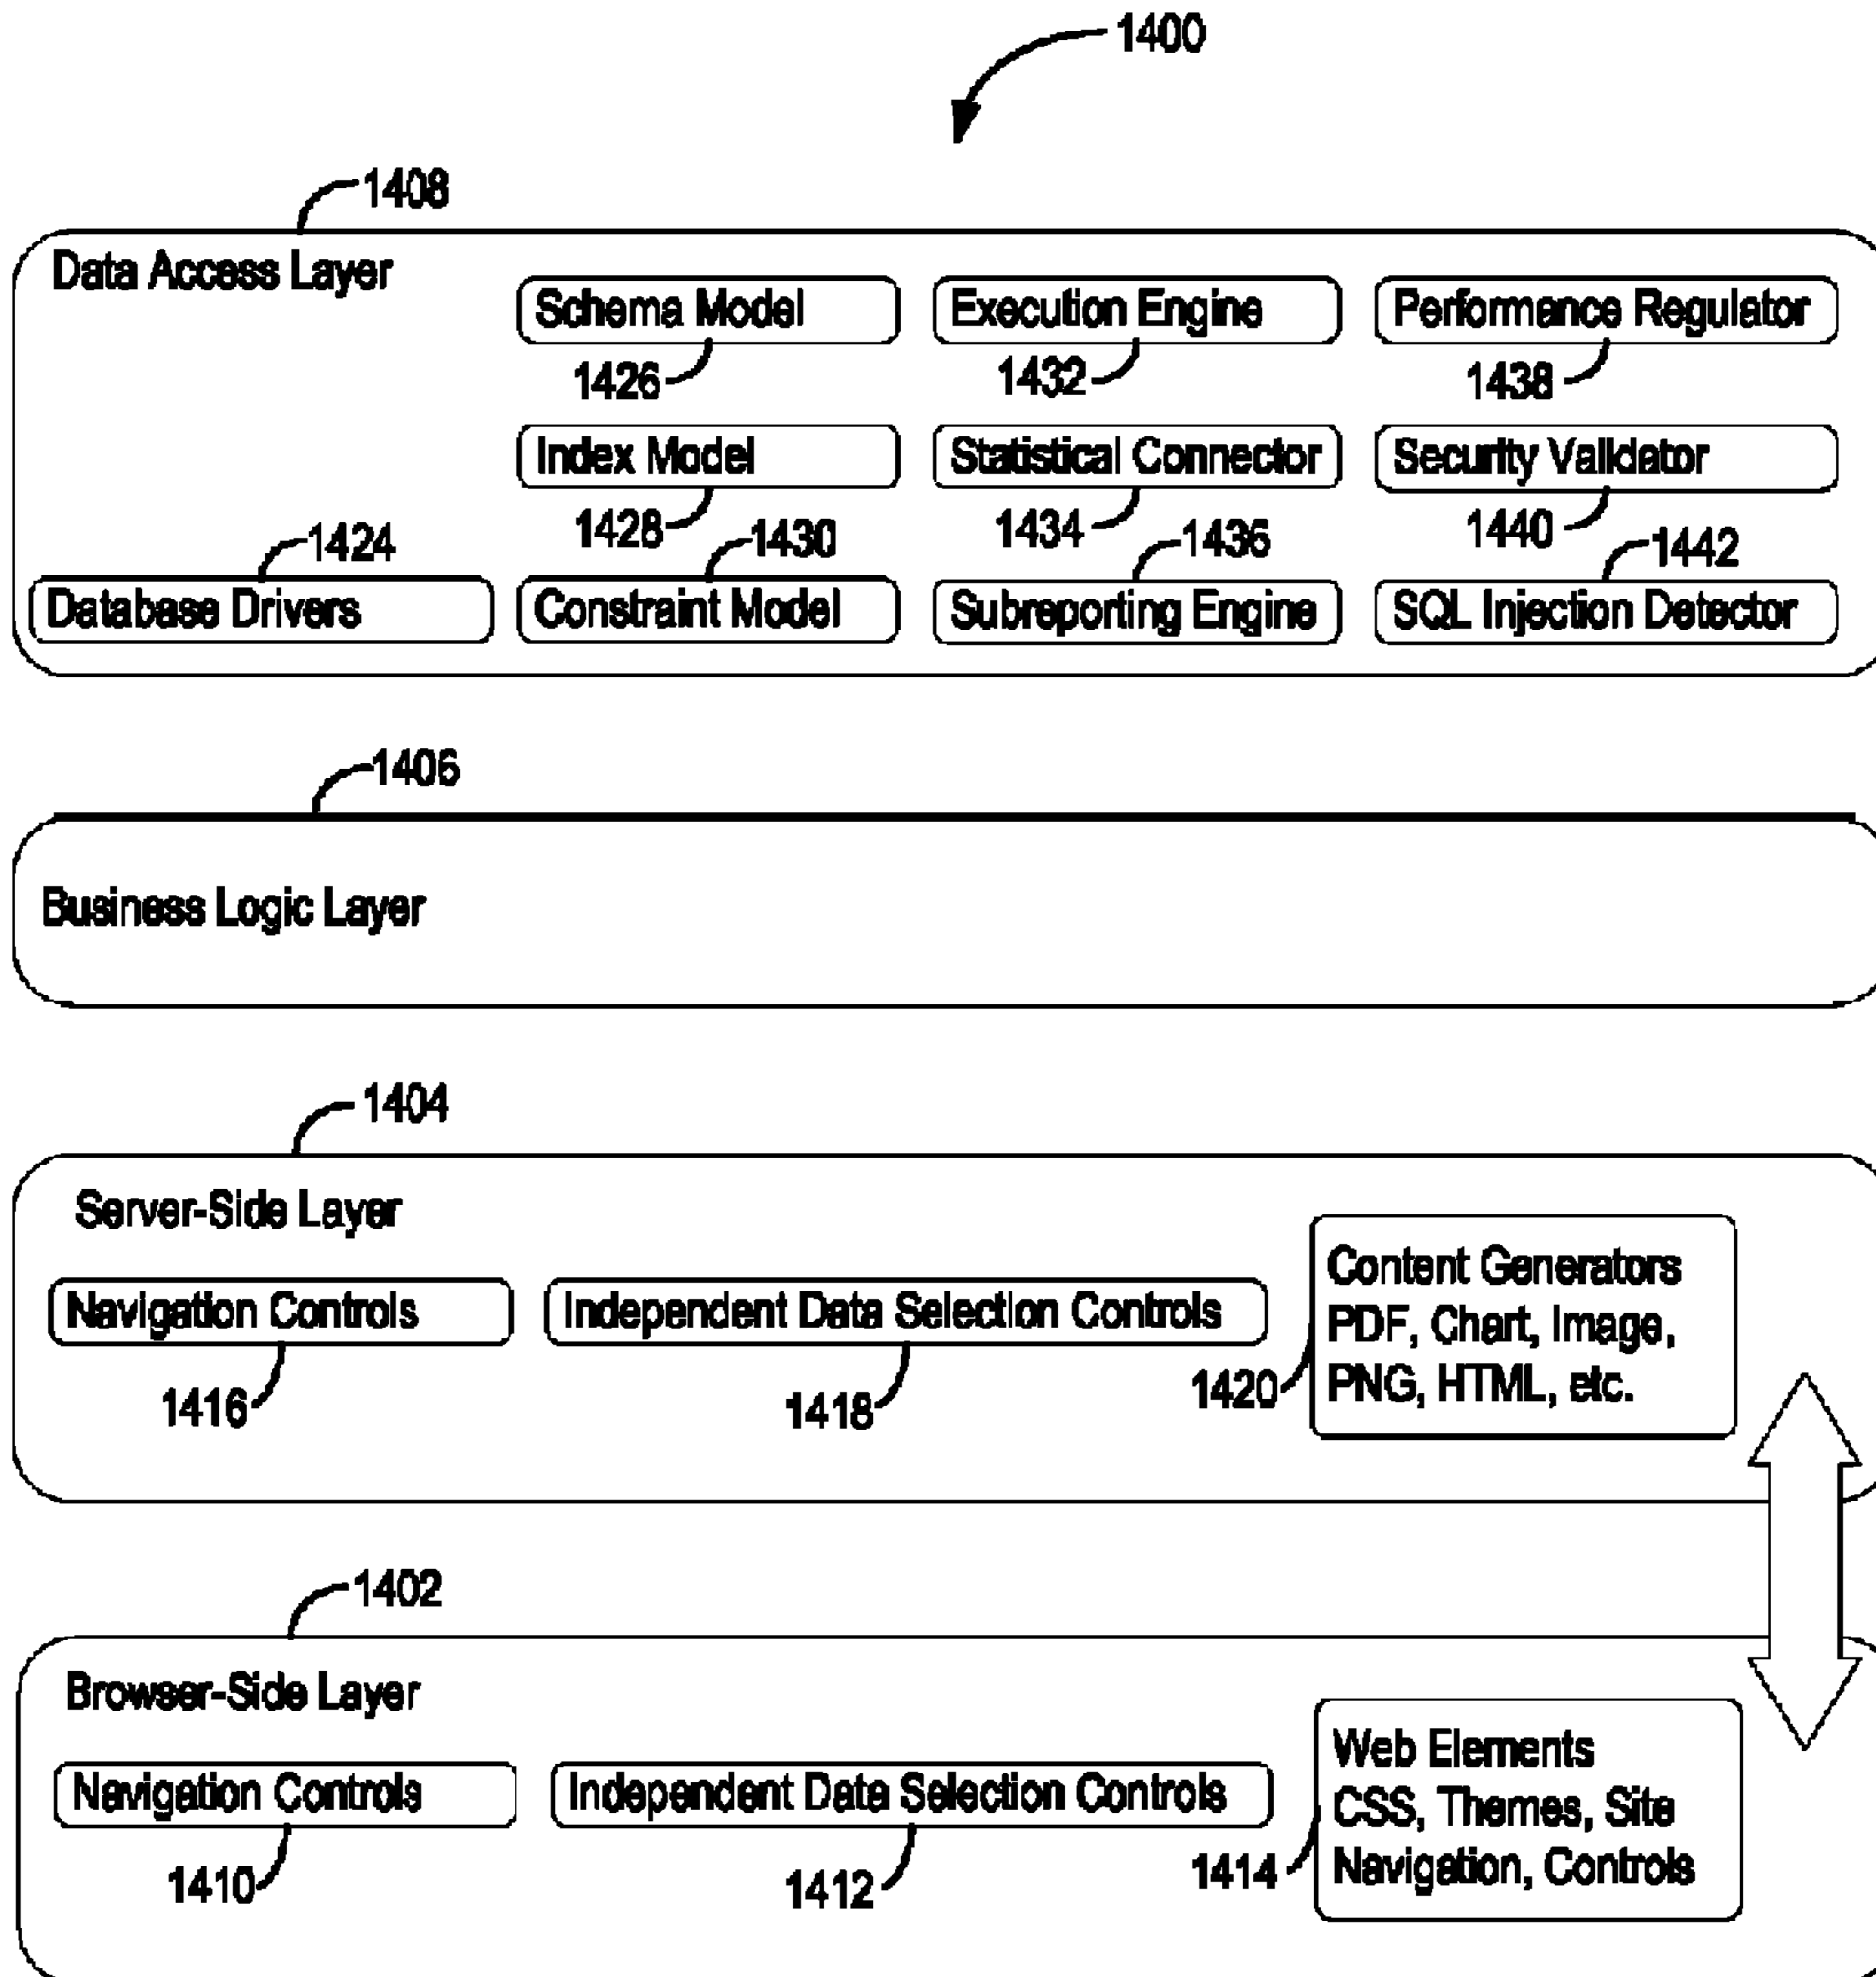 1400
1408
Data Access Layer
Schema Model
Execution Engine
Performance Regulator
1426
1432
1438
Index Model
Statistical Connector
Security Validator
1428
1434
1440
1424
1430
1436
1442
Database Drivers
Constraint Model
Subreporting Engine
SQL Injection Detector
1406
Business Logic Layer
1404
Server-Side Layer
Navigation Controls
Independent Data Selection Controls
Content Generators
PDF, Chart, Image,
PNG, HTML, etc.
1416
1418
1420
1402
Browser-Side Layer
Navigation Controls
Independent Data Selection Controls
Web Elements
CSS, Themes, Site
Navigation, Controls
1410
1412
1414